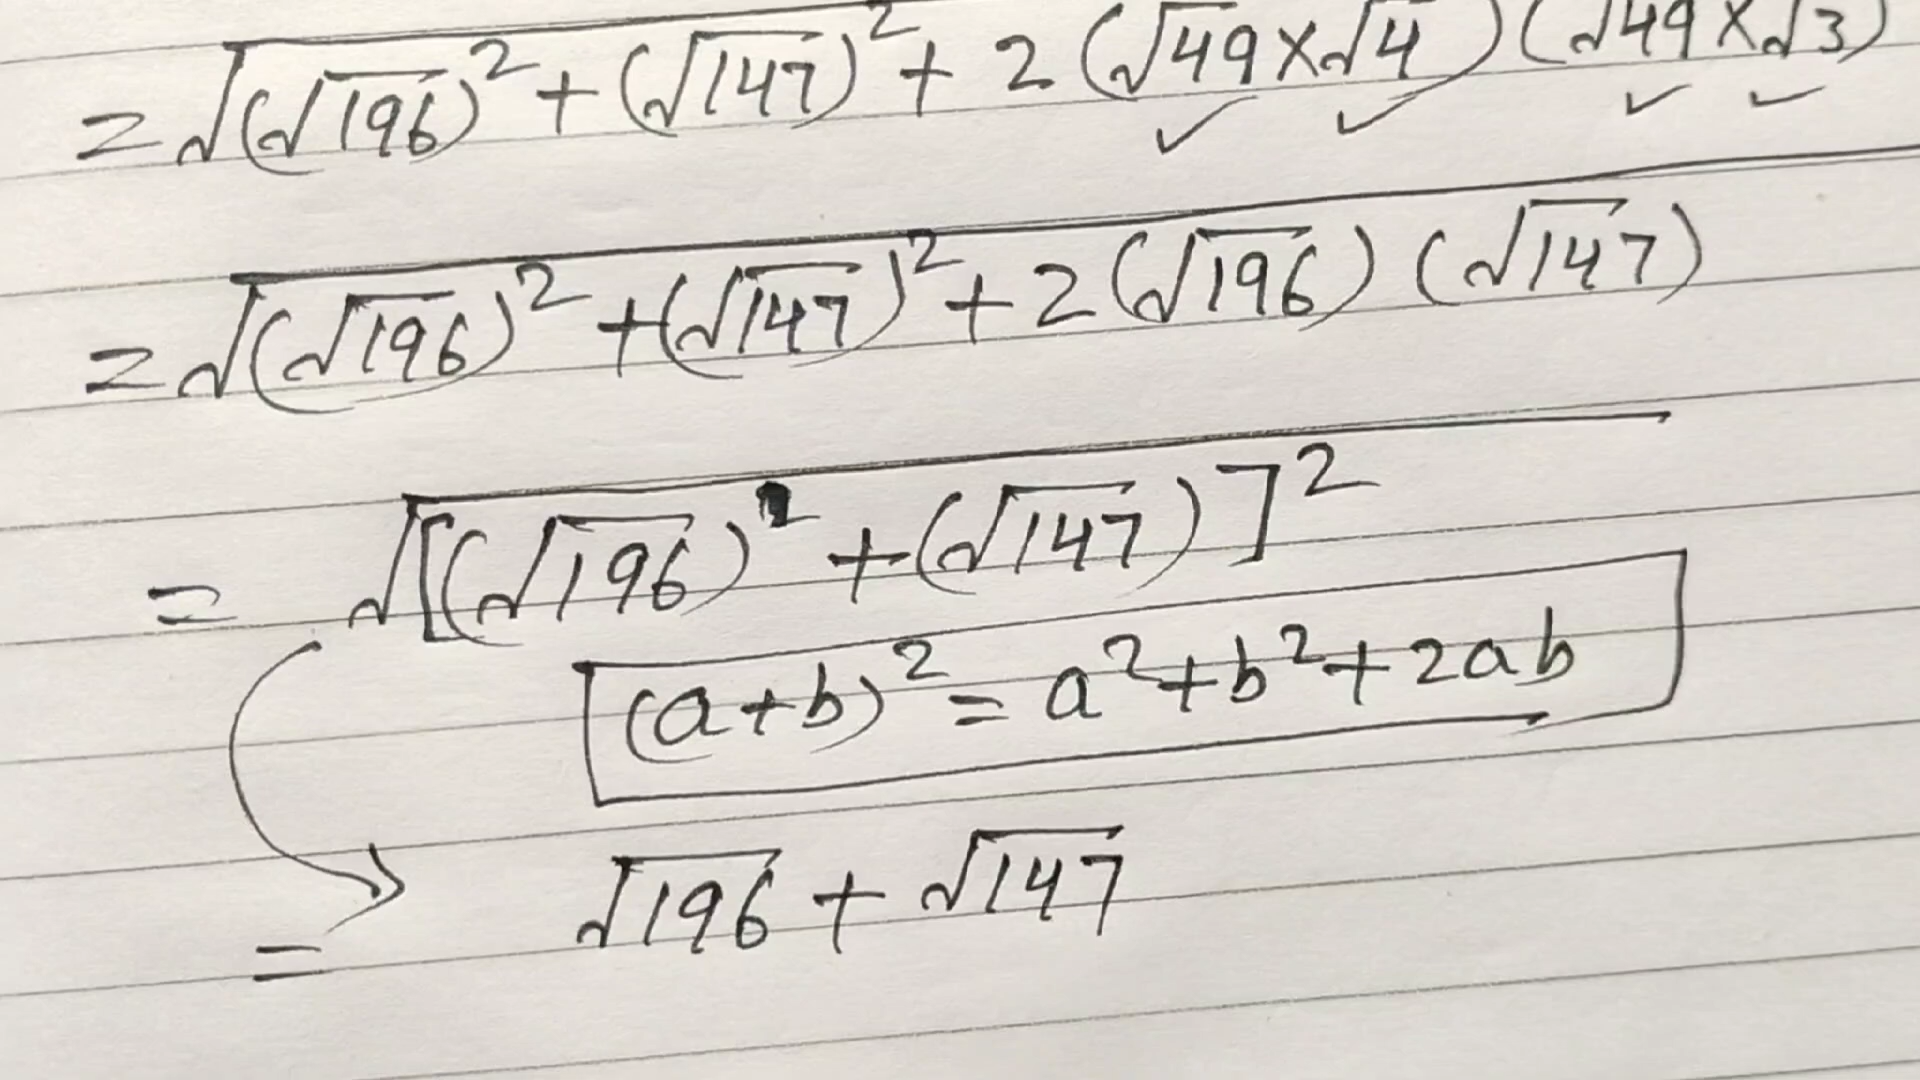 = √((√196)² + (√147)² + 2 (√49 × √4) (√49 × √3)
= √((√196)² + (√147)² + 2 (√196) (√147)
= √[(√196) + (√147)]²
(a+b)² = a² + b² + 2ab
= √196 + √147